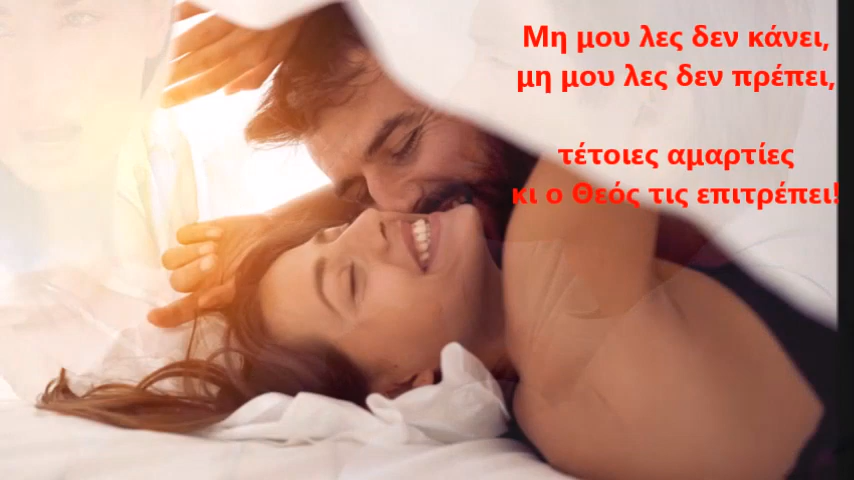 Μη μου λες δεν κάνει,
μη μου λες δεν πρέπει,
τέτοιες αμαρτίες
κι ο Θεός τις επιτρέπει!